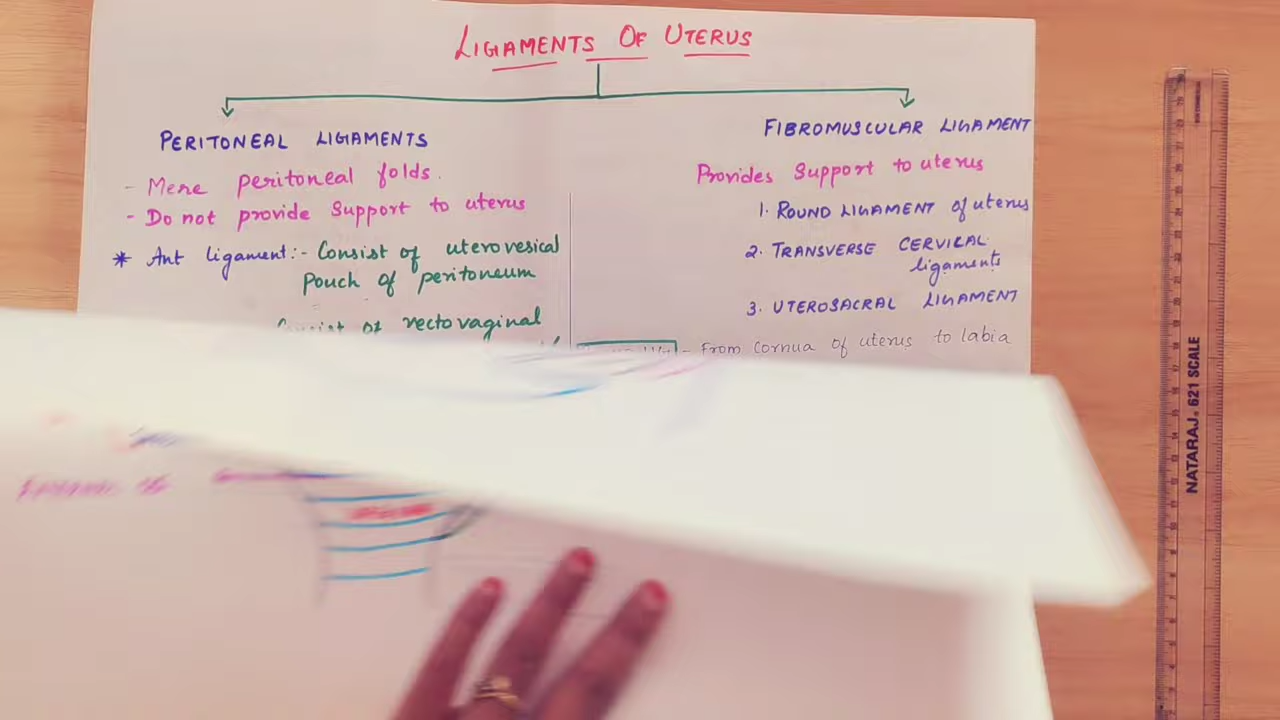 LIGAMENTS OF UTERUS
PERITONEAL LIGAMENTS
- Mere peritoneal folds.
- Do not provide support to uterus
* Ant ligament:- Consist of uterovesical
Pouch of peritoneum
Consist of rectovaginal
FIBROMUSCULAR LIGAMENT
Provides support to uterus
1. ROUND LIGAMENT of uterus
2. TRANSVERSE CERVICAL
ligaments
3. UTEROSACRAL LIGAMENT
- From Cornua of uterus to labia
NATARAJ 621 SCALE